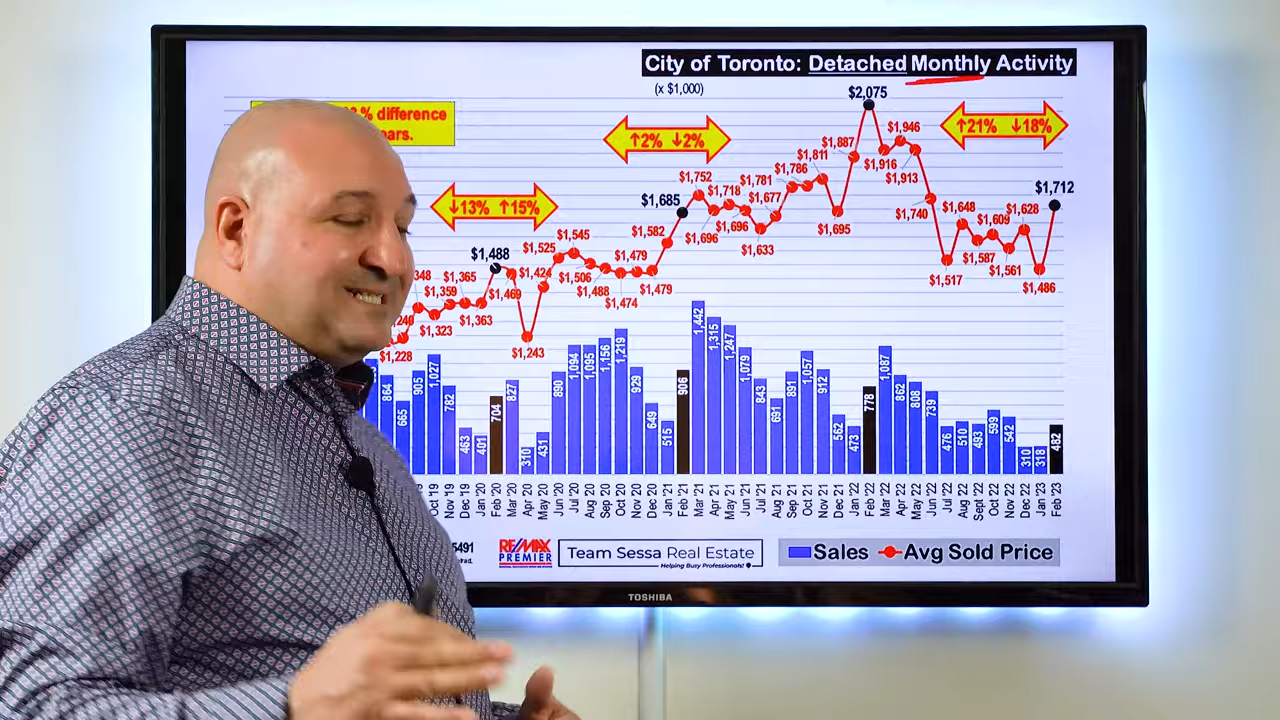 City of Toronto: Detached Monthly Activity
(x $1,000)
% difference
ears.
↓13% ↑15%
↑2% ↓2%
↑21% ↓18%
$1,228
$1,323
$1,359
$1,365
$1,363
$1,488
$1,469
$1,243
$1,424
$1,525
$1,545
$1,506
$1,488
$1,474
$1,479
$1,479
$1,582
$1,685
$1,752
$1,696
$1,718
$1,696
$1,633
$1,677
$1,781
$1,786
$1,811
$1,695
$1,887
$2,075
$1,916
$1,946
$1,913
$1,740
$1,517
$1,648
$1,587
$1,609
$1,561
$1,628
$1,486
$1,712
864
665
905
1,027
782
463
401
704
827
310
431
890
1,094
1,095
1,156
1,219
929
649
515
906
1,442
1,315
1,247
1,079
843
691
891
1,057
912
562
473
778
1,087
862
808
739
476
510
493
599
542
310
318
482
Oct '19
Nov '19
Dec '19
Jan '20
Feb '20
Mar '20
Apr '20
May '20
Jun '20
Jul '20
Aug 20
Sep 20
Oct 20
Nov 20
Dec 20
Jan '21
Feb '21
Mar '21
Apr '21
May '21
Jun '21
Jul '21
Aug 21
Sept 21
Oct 21
Nov 21
Dec 21
Jan '22
Feb '22
Mar '22
Apr '22
May '22
Jun '22
Jul '22
Aug '22
Sept '22
Oct '22
Nov '22
Dec '22
Jan '23
Feb '23
5491
RE/MAX
PREMIER
Team Sessa Real Estate
Helping Busy Professionals!
Sales
Avg Sold Price
TOSHIBA